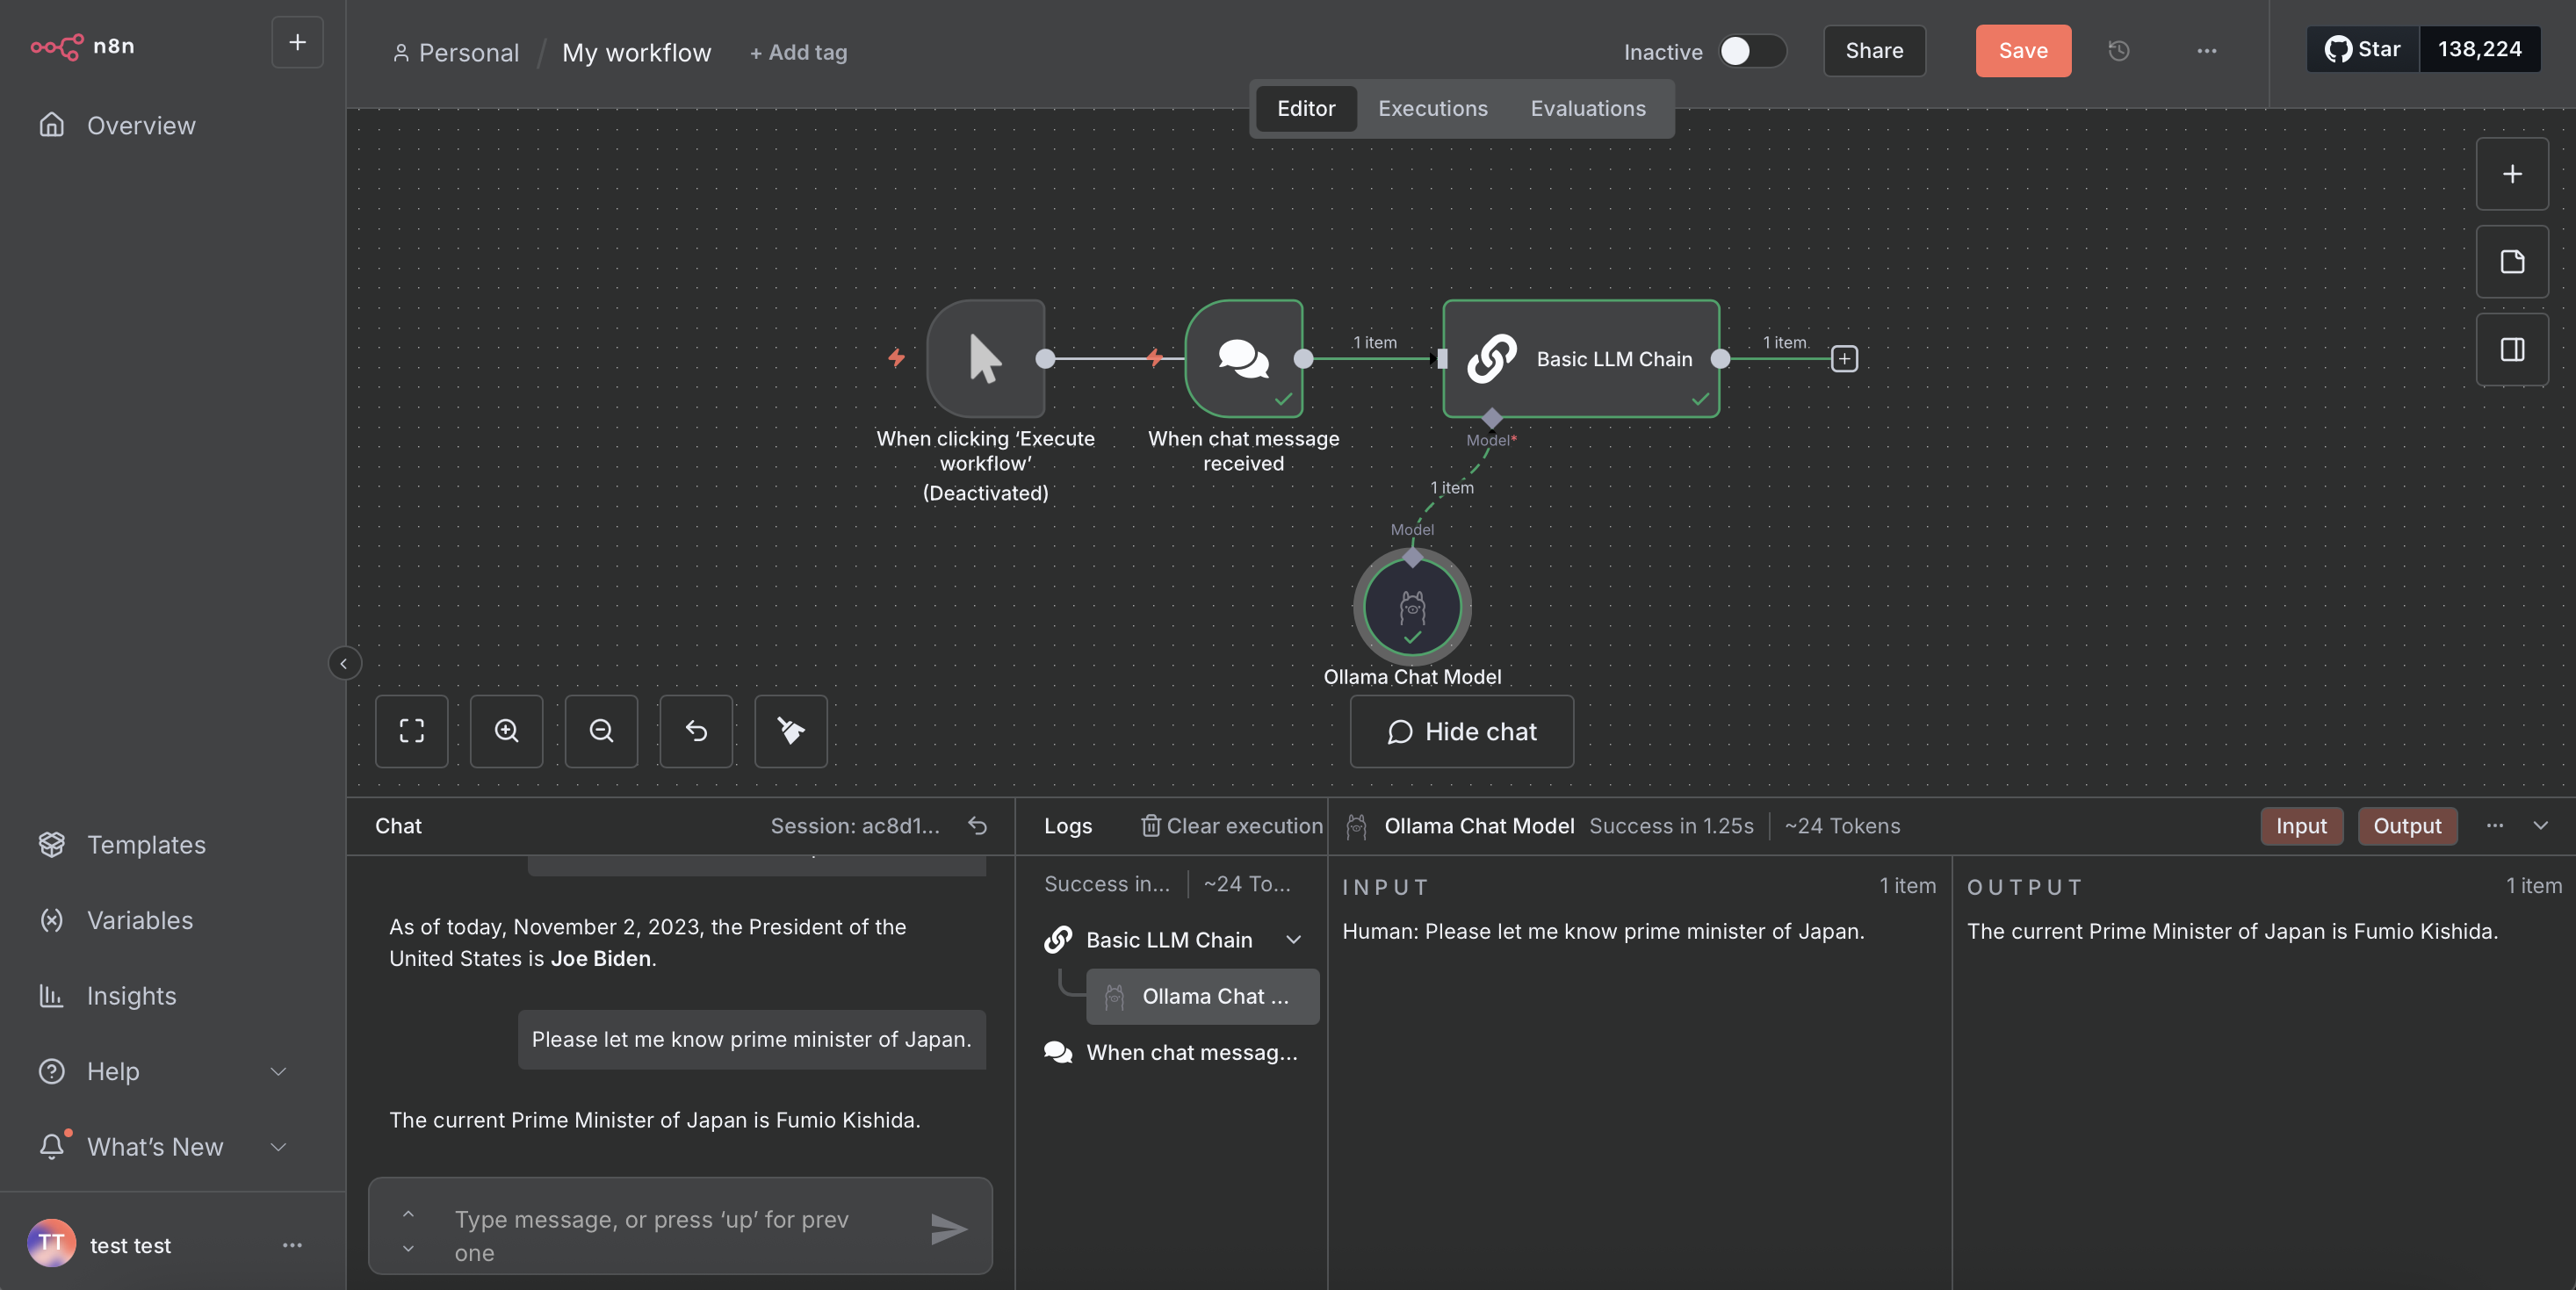 n8n
Personal / My workflow + Add tag
Inactive
Share
Save
Star 138,224
Editor Executions Evaluations
Overview
When clicking ‘Execute
workflow’
(Deactivated)
When chat message
received
1 item
Basic LLM Chain
1 item
Model*
1 item
Model
Ollama Chat Model
Hide chat
Templates
Variables
Insights
Help
What’s New
TT test test
Chat Session: ac8d1...
As of today, November 2, 2023, the President of the
United States is Joe Biden.
Please let me know prime minister of Japan.
The current Prime Minister of Japan is Fumio Kishida.
Type message, or press ‘up’ for prev
one
Logs Clear execution
Success in... ~24 To...
Basic LLM Chain
Ollama Chat ...
When chat messag...
Ollama Chat Model Success in 1.25s ~24 Tokens
Input Output
INPUT 1 item
Human: Please let me know prime minister of Japan.
OUTPUT 1 item
The current Prime Minister of Japan is Fumio Kishida.